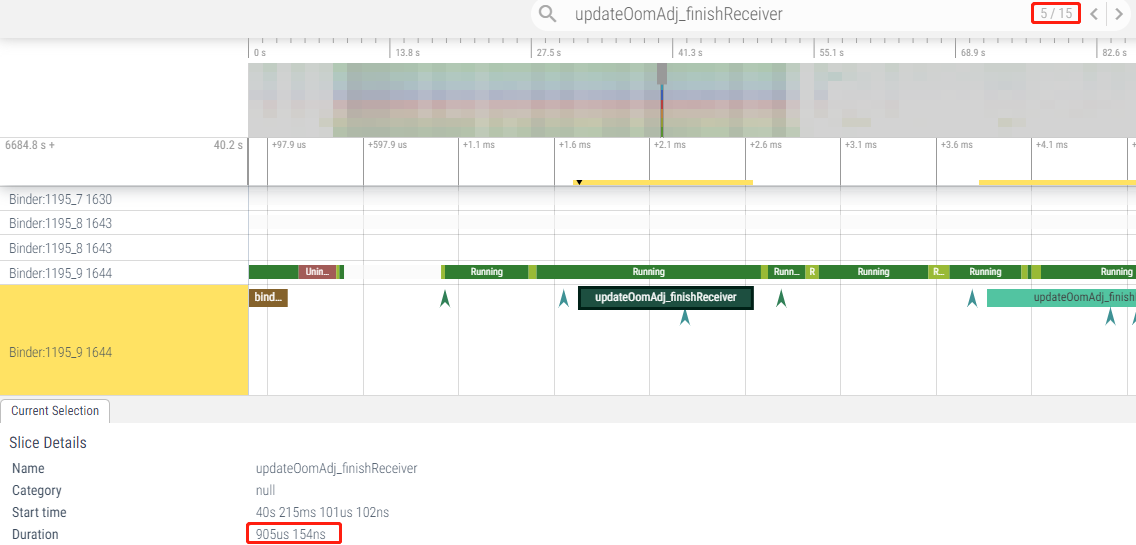 updateOomAdj_finishReceiver 5 / 15
0 s 13.8 s 27.5 s 41.3 s 55.1 s 68.9 s 82.6 s
6684.8 s + 40.2 s +97.9 us +597.9 us +1.1 ms +1.6 ms +2.1 ms +2.6 ms +3.1 ms +3.6 ms +4.1 ms
Binder:1195_7 1630
Binder:1195_8 1643
Binder:1195_8 1643
Binder:1195_9 1644 Unin... Running Running Runn... R Running R... Running Running
bind... updateOomAdj_finishReceiver updateOomAdj_finish
Binder:1195_9 1644
Current Selection
Slice Details
Name updateOomAdj_finishReceiver
Category null
Start time 40s 215ms 101us 102ns
Duration 905us 154ns